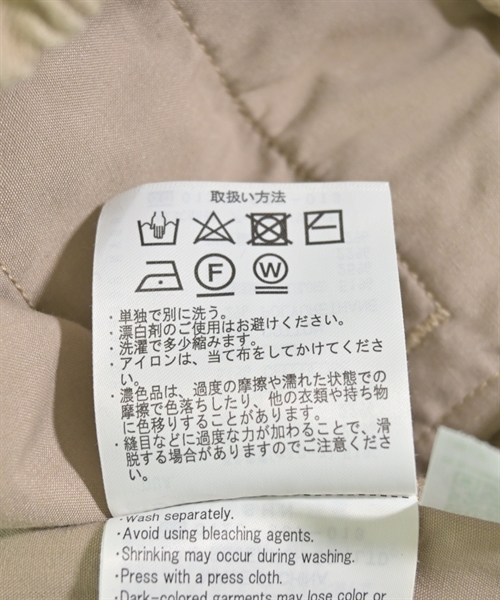 取扱い方法
F W
・単独で別に洗う。
・漂白剤のご使用はお避けください。
・洗濯で多少縮みます。
・アイロンは、当て布をしてかけてくださ
い。
・濃色品は、過度の摩擦や濡れた状態での
摩擦で色落ちしたり、他の衣類や持ち物
に色移りすることがあります。
・縫目などに過度な力が加わることで、滑
脱する場合がありますのでご注意くださ
い。
・Wash separately.
・Avoid using bleaching agents.
・Shrinking may occur during washing.
・Press with a press cloth.
・Dark-colored garments may lose color or